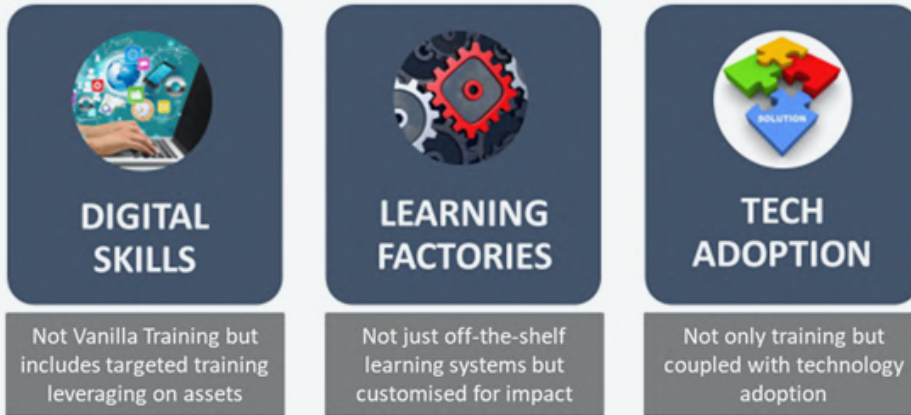 DIGITAL
SKILLS
Not Vanilla Training but
includes targeted training
leveraging on assets
LEARNING
FACTORIES
Not just off-the-shelf
learning systems but
customised for impact
SOLUTION
TECH
ADOPTION
Not only training but
coupled with technology
adoption